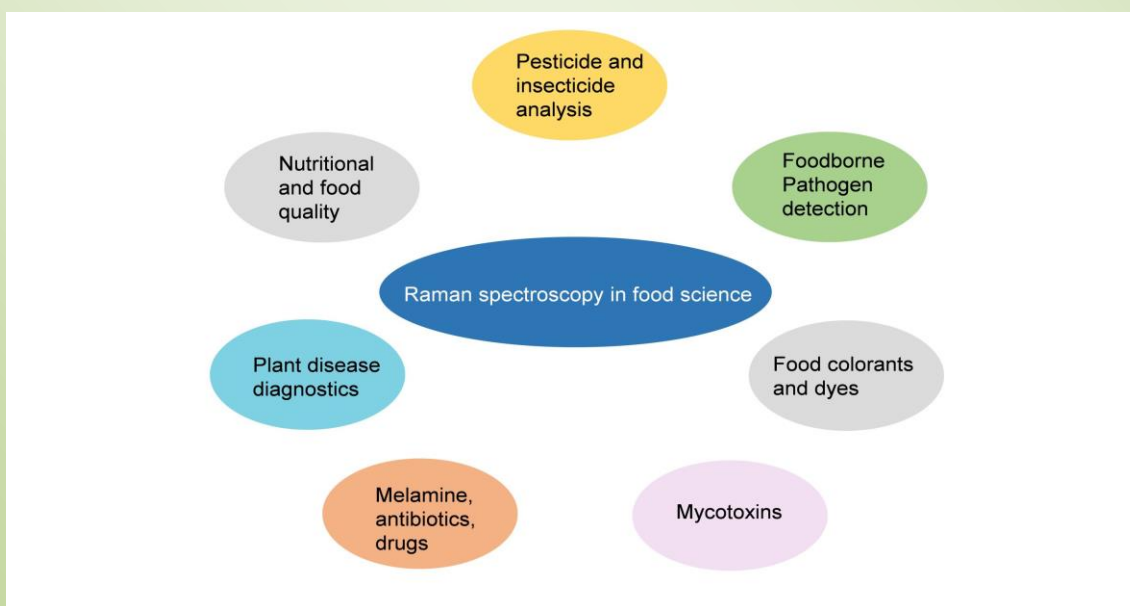 Pesticide and
insecticide
analysis
Nutritional
and food
quality
Foodborne
Pathogen
detection
Raman spectroscopy in food science
Plant disease
diagnostics
Food colorants
and dyes
Melamine,
antibiotics,
drugs
Mycotoxins